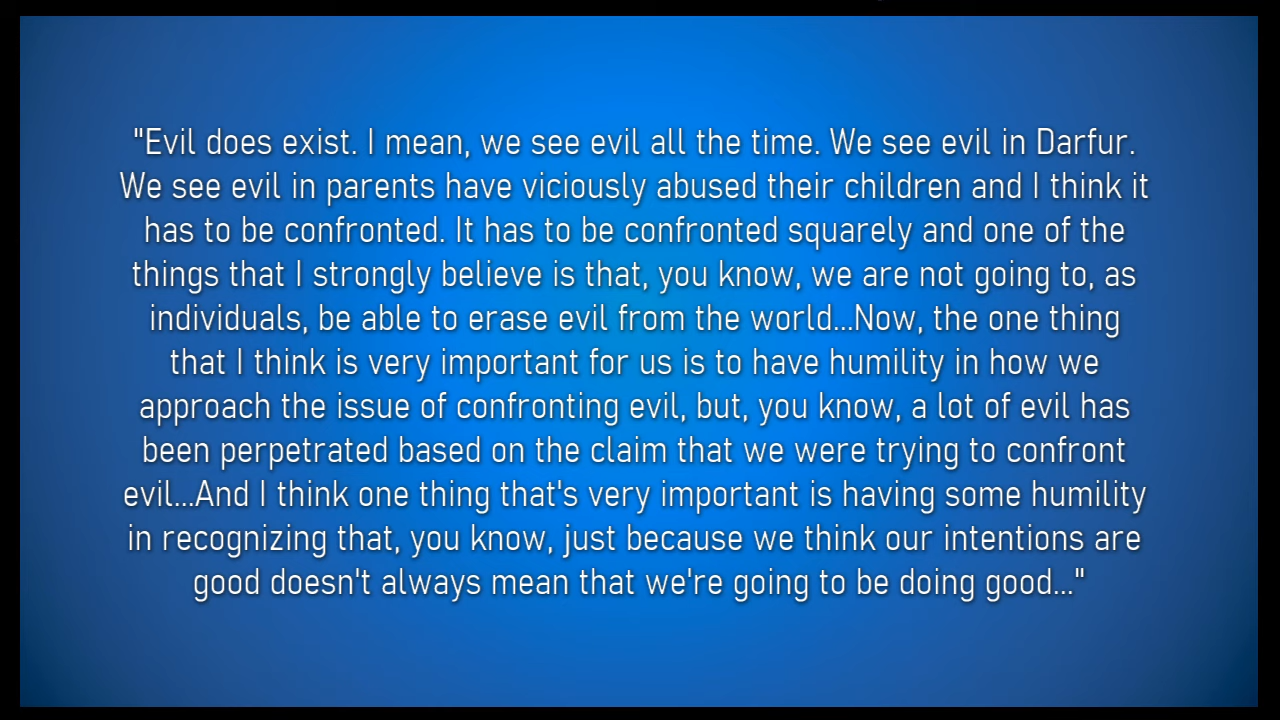 "Evil does exist. I mean, we see evil all the time. We see evil in Darfur.
We see evil in parents have viciously abused their children and I think it
has to be confronted. It has to be confronted squarely and one of the
things that I strongly believe is that, you know, we are not going to, as
individuals, be able to erase evil from the world...Now, the one thing
that I think is very important for us is to have humility in how we
approach the issue of confronting evil, but, you know, a lot of evil has
been perpetrated based on the claim that we were trying to confront
evil...And I think one thing that's very important is having some humility
in recognizing that, you know, just because we think our intentions are
good doesn't always mean that we're going to be doing good..."